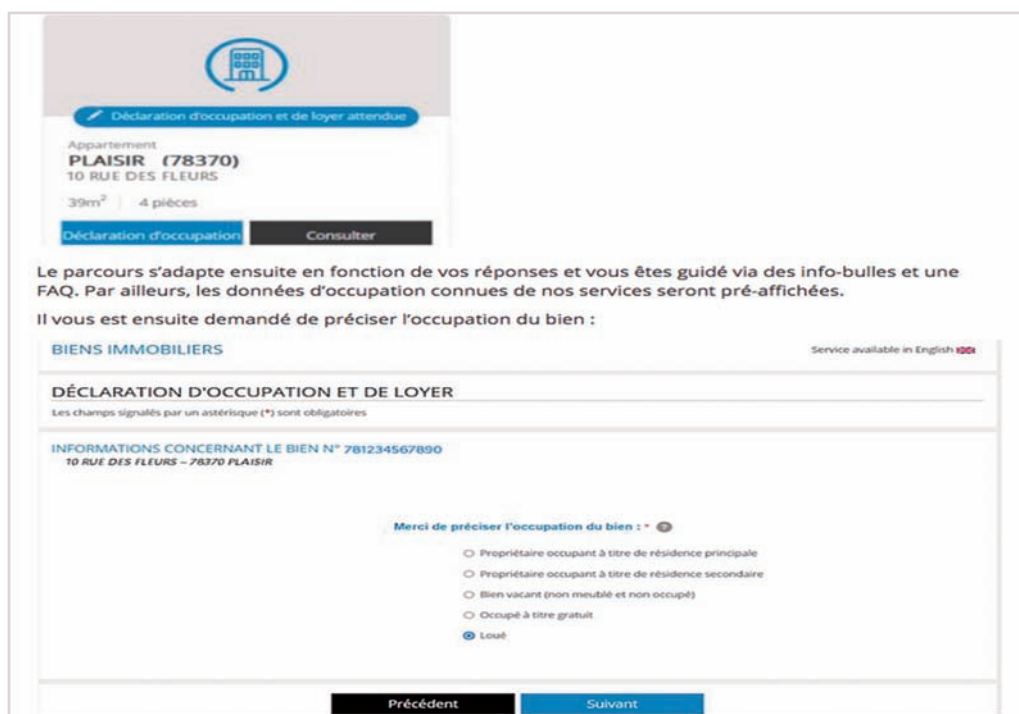 Déclaration d'occupation et de loyer attendue
Appartement
PLAISIR (78370)
10 RUE DES FLEURS
39m² 4 pièces
Déclaration d'occupation Consulter
Le parcours s'adapte ensuite en fonction de vos réponses et vous êtes guidé via des info-bulles et une
FAQ. Par ailleurs, les données d'occupation connues de nos services seront pré-affichées.
Il vous est ensuite demandé de préciser l'occupation du bien :
BIENS IMMOBILIERS Service available in English
DÉCLARATION D'OCCUPATION ET DE LOYER
Les champs signalés par un astérisque (*) sont obligatoires
INFORMATIONS CONCERNANT LE BIEN N° 781234567890
10 RUE DES FLEURS – 78370 PLAISIR
Merci de préciser l'occupation du bien : * ?
Propriétaire occupant à titre de résidence principale
Propriétaire occupant à titre de résidence secondaire
Bien vacant (non meublé et non occupé)
Occupé à titre gratuit
Loué
Précédent Suivant